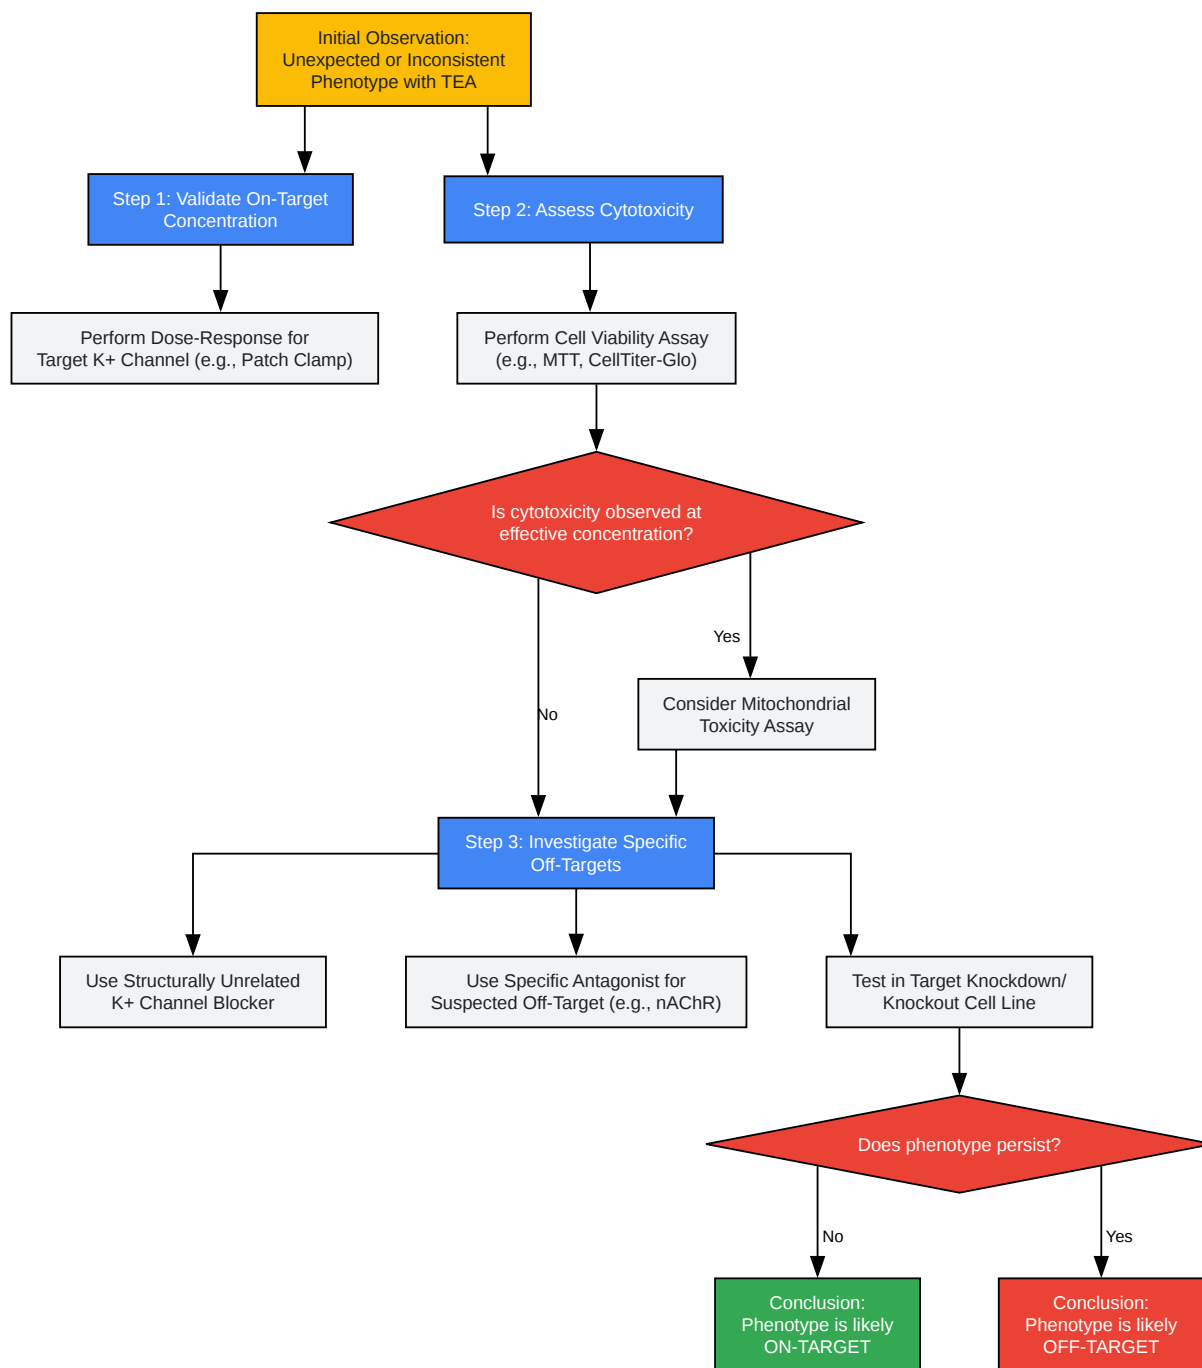 Initial Observation:
Unexpected or Inconsistent
Phenotype with TEA
Step 1: Validate On-Target
Concentration
Step 2: Assess Cytotoxicity
Perform Dose-Response for
Target K+ Channel (e.g., Patch Clamp)
Perform Cell Viability Assay
(e.g., MTT, CellTiter-Glo)
Is cytotoxicity observed at
effective concentration?
Yes
No
Consider Mitochondrial
Toxicity Assay
Step 3: Investigate Specific
Off-Targets
Use Structurally Unrelated
K+ Channel Blocker
Use Specific Antagonist for
Suspected Off-Target (e.g., nAChR)
Test in Target Knockdown/
Knockout Cell Line
Does phenotype persist?
No
Yes
Conclusion:
Phenotype is likely
ON-TARGET
Conclusion:
Phenotype is likely
OFF-TARGET